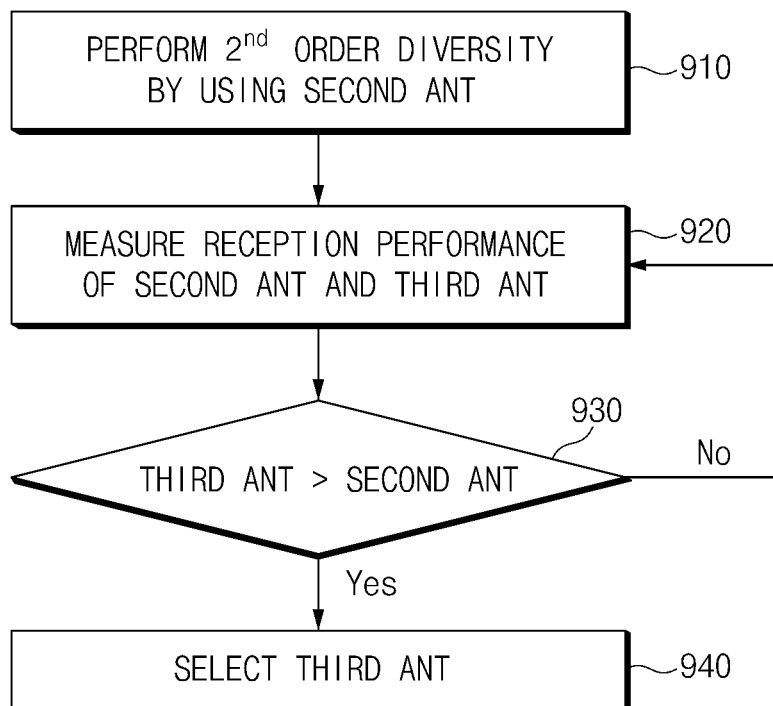 PERFORM 2nd ORDER DIVERSITY
BY USING SECOND ANT
910
MEASURE RECEPTION PERFORMANCE
OF SECOND ANT AND THIRD ANT
920
930
THIRD ANT > SECOND ANT
No
Yes
SELECT THIRD ANT
940